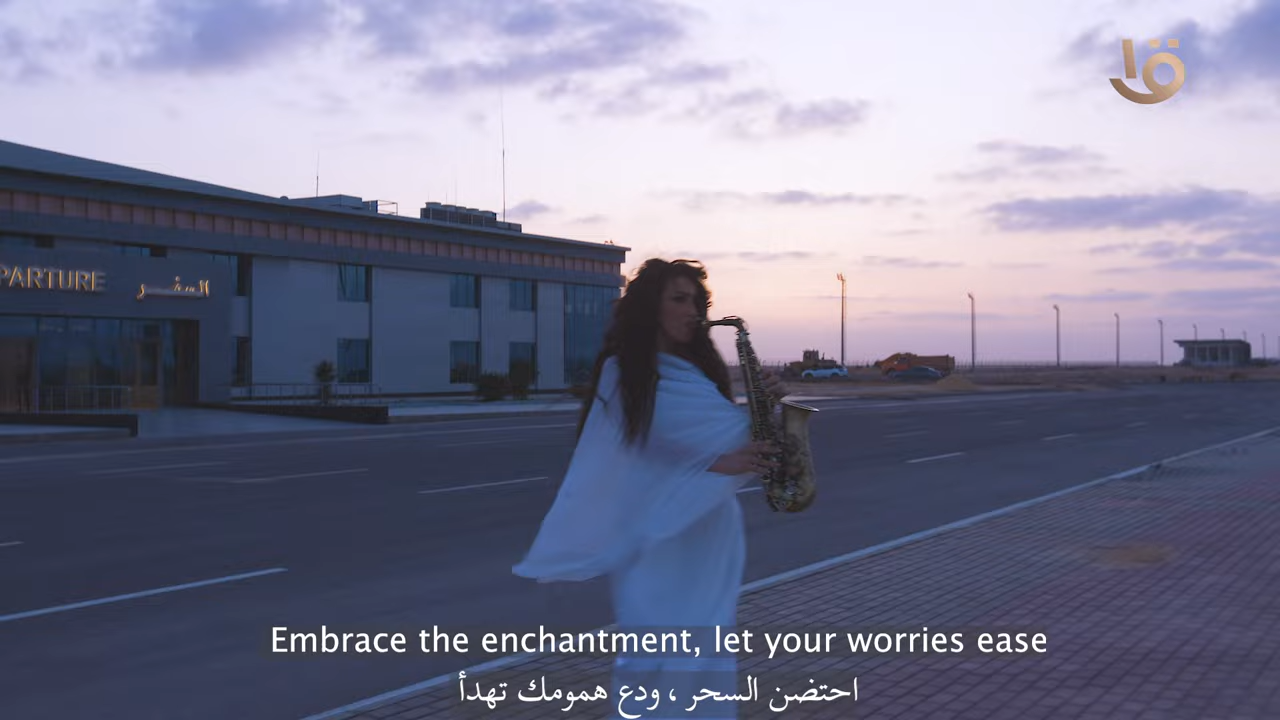 PARTURE السفر
Embrace the enchantment, let your worries ease
احتضن السحر ، ودع همومك تهدأ